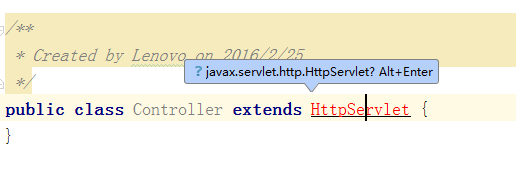 /**
* Created by Lenovo on 2016/2/25
? javax.servlet.http.HttpServlet? Alt+Enter
*/
public class Controller extends HttpServlet {
}